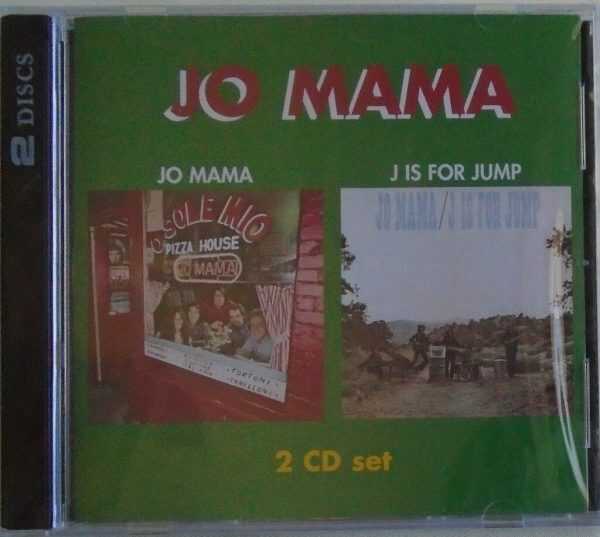 2 DISCS
JO MAMA
JO MAMA
J IS FOR JUMP
O SOLE MIO
PIZZA HOUSE
JO MAMA
JO MAMA/J IS FOR JUMP
2 CD set